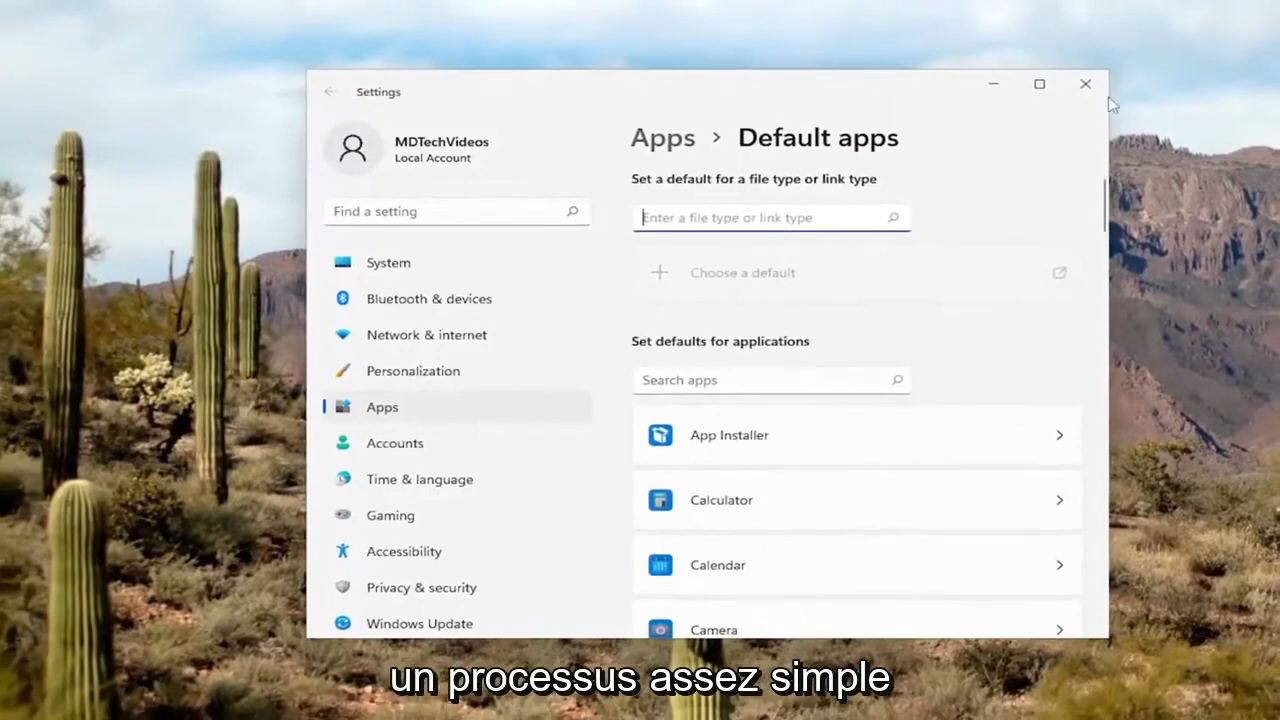 Settings
MDTechVideos
Local Account
Find a setting
System
Bluetooth & devices
Network & internet
Personalization
Apps
Accounts
Time & language
Gaming
Accessibility
Privacy & security
Windows Update
Apps > Default apps
Set a default for a file type or link type
Enter a file type or link type
Choose a default
Set defaults for applications
Search apps
App Installer
Calculator
Calendar
Camera
un processus assez simple